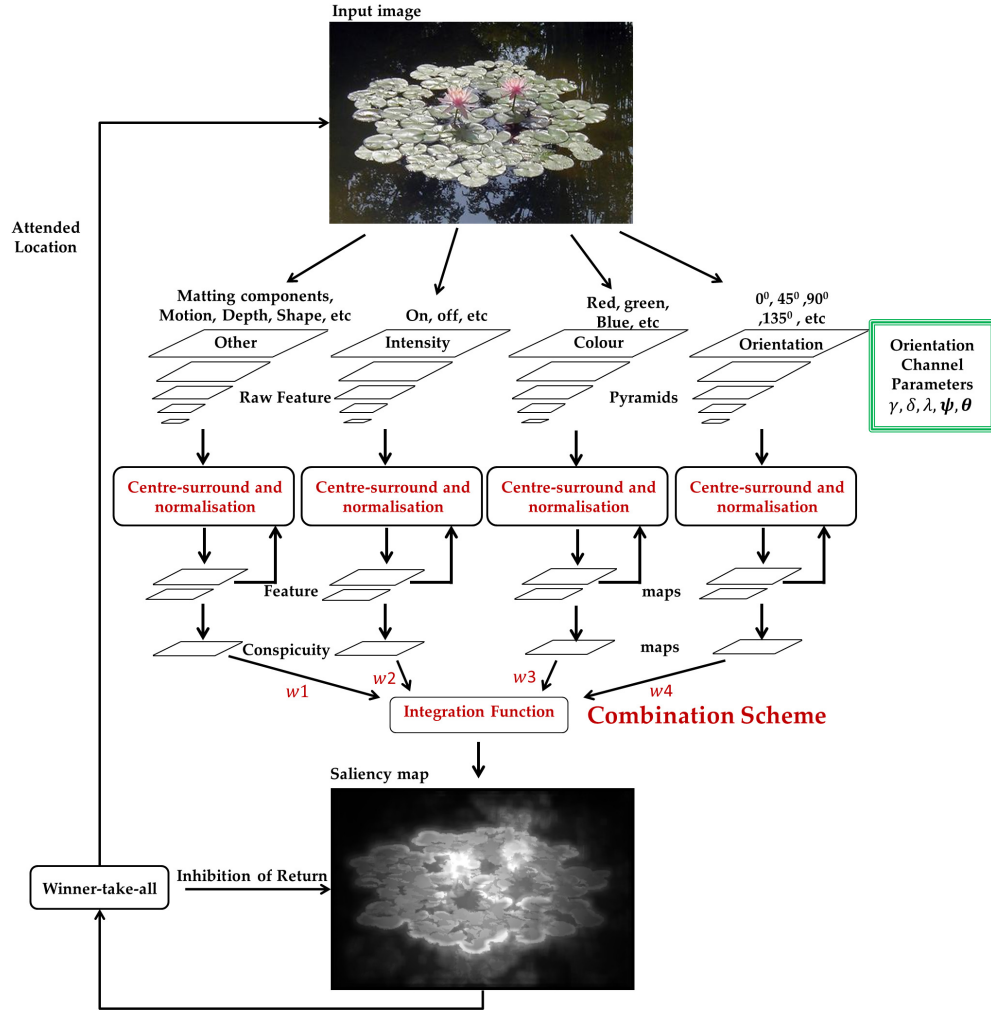 Input image
Attended
Location
Matting components,
Motion, Depth, Shape, etc
On, off, etc
Red, green,
Blue, etc
0⁰, 45⁰ ,90⁰
,135⁰ , etc
Other
Intensity
Colour
Orientation
Orientation
Channel
Parameters
γ, δ, λ, ψ, θ
Raw Feature
Pyramids
Centre-surround and
normalisation
Centre-surround and
normalisation
Centre-surround and
normalisation
Centre-surround and
normalisation
Feature
maps
Conspicuity
maps
w1
w2
w3
w4
Integration Function
Combination Scheme
Saliency map
Winner-take-all
Inhibition of Return